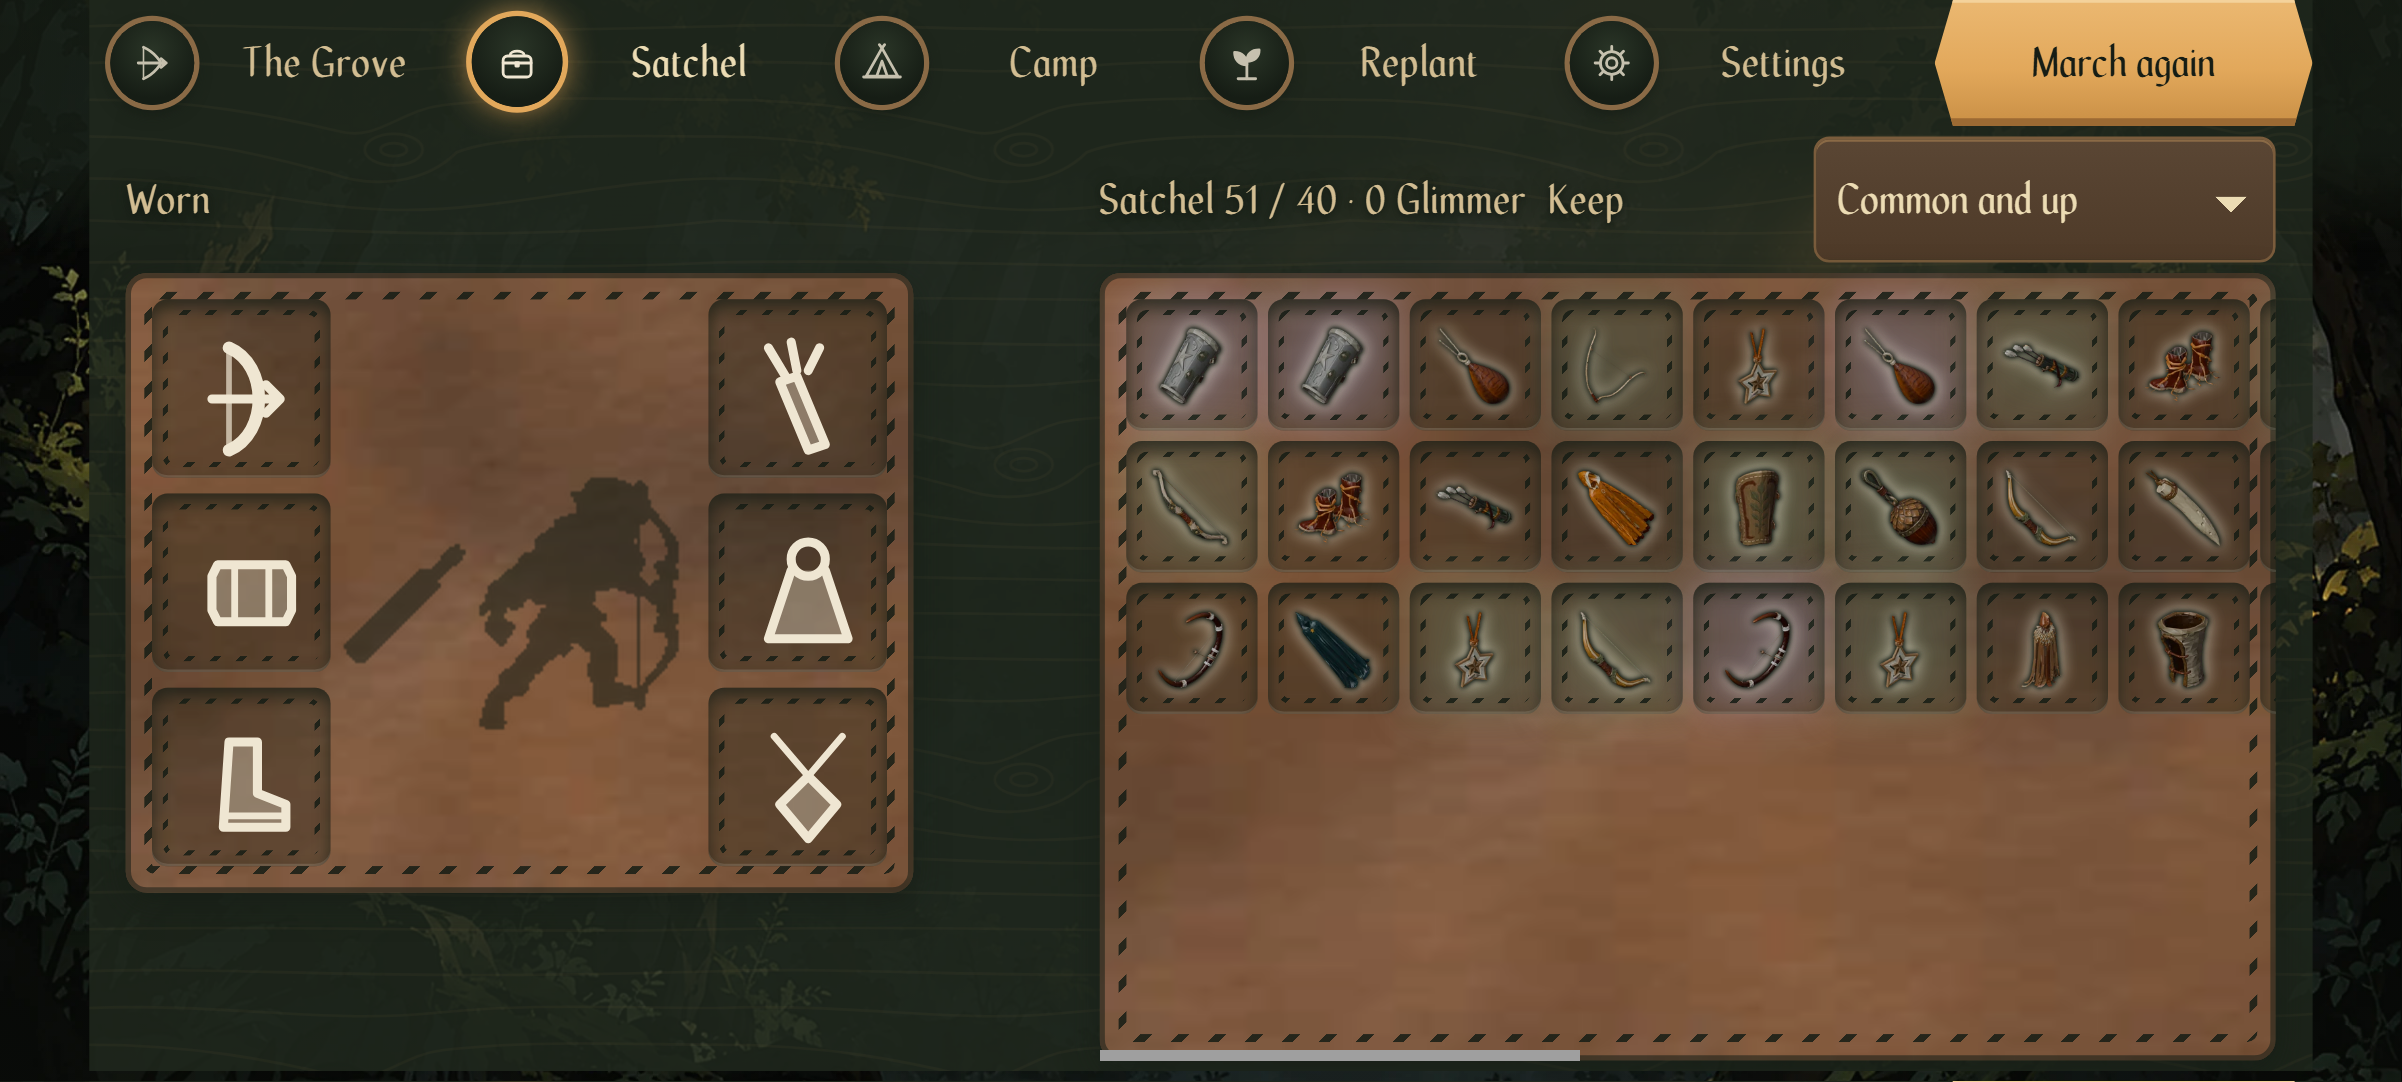 The Grove
Satchel
Camp
Replant
Settings
March again
Worn
Satchel 51 / 40 · 0 Glimmer Keep
Common and up